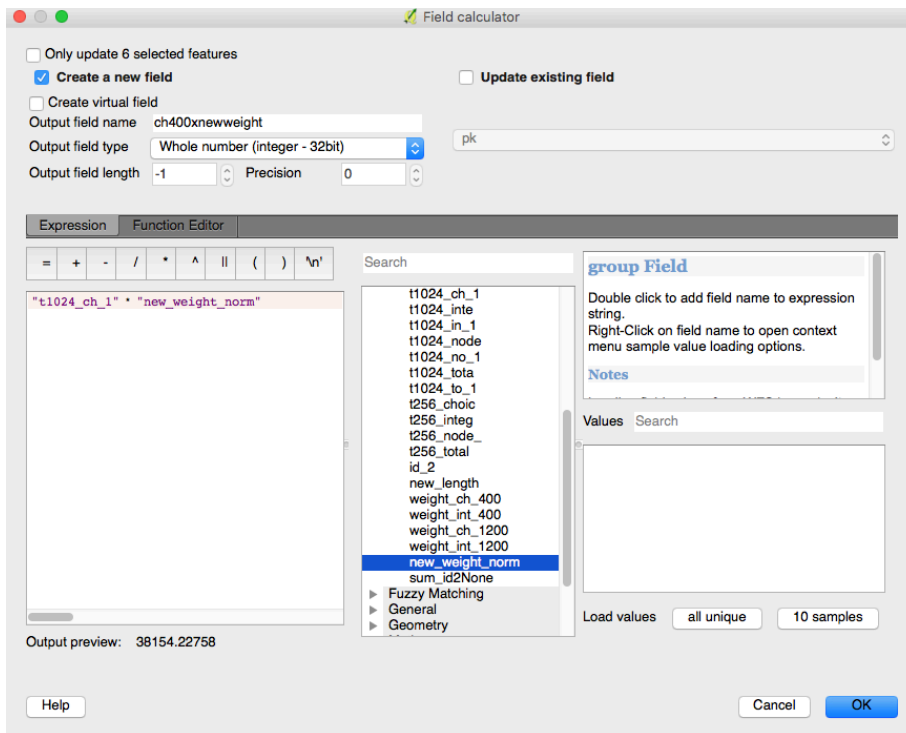 Field calculator
Only update 6 selected features
Create a new field
Update existing field
Create virtual field
Output field name ch400xnewweight
Output field type Whole number (integer - 32bit)
pk
Output field length -1 Precision 0
Expression Function Editor
= + - / * ^ || ( ) '\n'
"t1024_ch_1" * "new_weight_norm"
Search
t1024_ch_1
t1024_inte
t1024_in_1
t1024_node
t1024_no_1
t1024_tota
t1024_to_1
t256_choic
t256_integ
t256_node_
t256_total
id_2
new_length
weight_ch_400
weight_int_400
weight_ch_1200
weight_int_1200
new_weight_norm
sum_id2None
Fuzzy Matching
General
Geometry
group Field
Double click to add field name to expression
string.
Right-Click on field name to open context
menu sample value loading options.
Notes
Values Search
Load values all unique 10 samples
Output preview: 38154.22758
Help Cancel OK